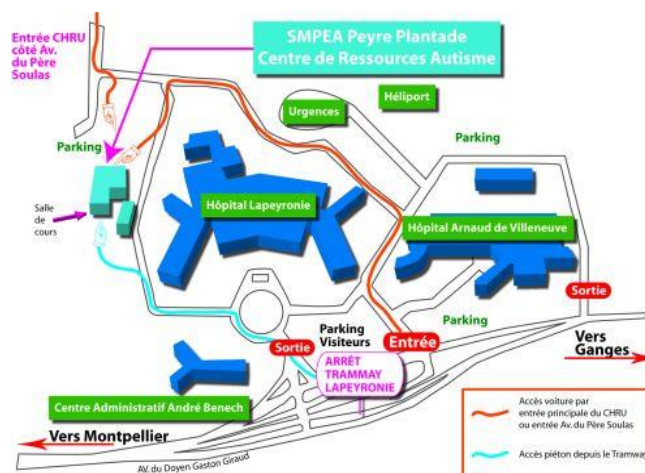 Entrée CHRU
côté Av.
du Père
Soulas
SMPEA Peyre Plantade
Centre de Ressources Autisme
Héliport
Urgences
Parking
Parking
Salle
de
cours
Hôpital Lapeyronie
Hôpital Arnaud de Villeneuve
Sortie
Parking
Parking
Visiteurs
Entrée
Sortie
ARRÊT
TRAMMAY
LAPEYRONIE
Vers
Ganges
Centre Administratif André Benech
Vers Montpellier
AV. du Doyen Gaston Giraud
Accès voiture par
entrée principale du CHRU
ou entrée Av. du Père Soulas
Accès piéton depuis le Tramway